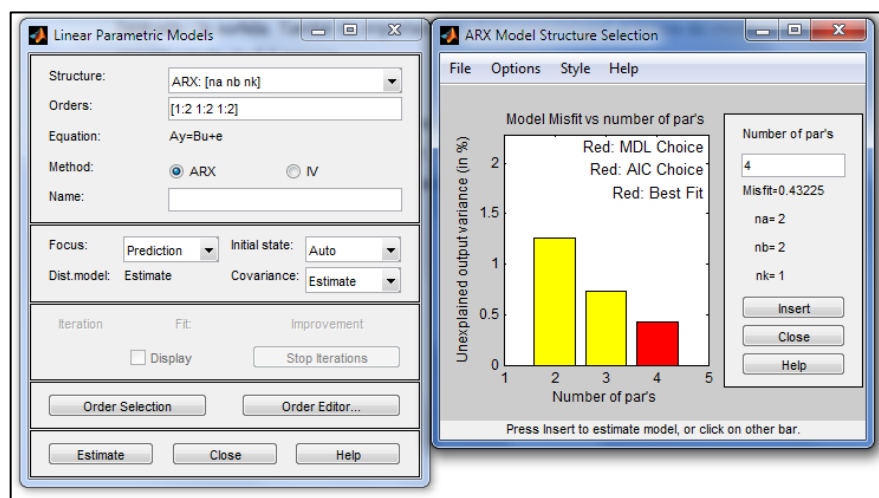 Linear Parametric Models
Structure: ARX: [na nb nk]
Orders: [1:2 1:2 1:2]
Equation: Ay=Bu+e
Method: ARX IV
Name:
Focus: Prediction Initial state: Auto
Dist.model: Estimate Covariance: Estimate
Iteration Fit: Improvement
Display Stop Iterations
Order Selection Order Editor...
Estimate Close Help
ARX Model Structure Selection
File Options Style Help
Model Misfit vs number of par's
Red: MDL Choice
Red: AIC Choice
Red: Best Fit
Unexplained output variance (in %)
2
1.5
1
0.5
0
1 2 3 4 5
Number of par's
Number of par's
4
Misfit=0.43225
na= 2
nb= 2
nk= 1
Insert
Close
Help
Press Insert to estimate model, or click on other bar.